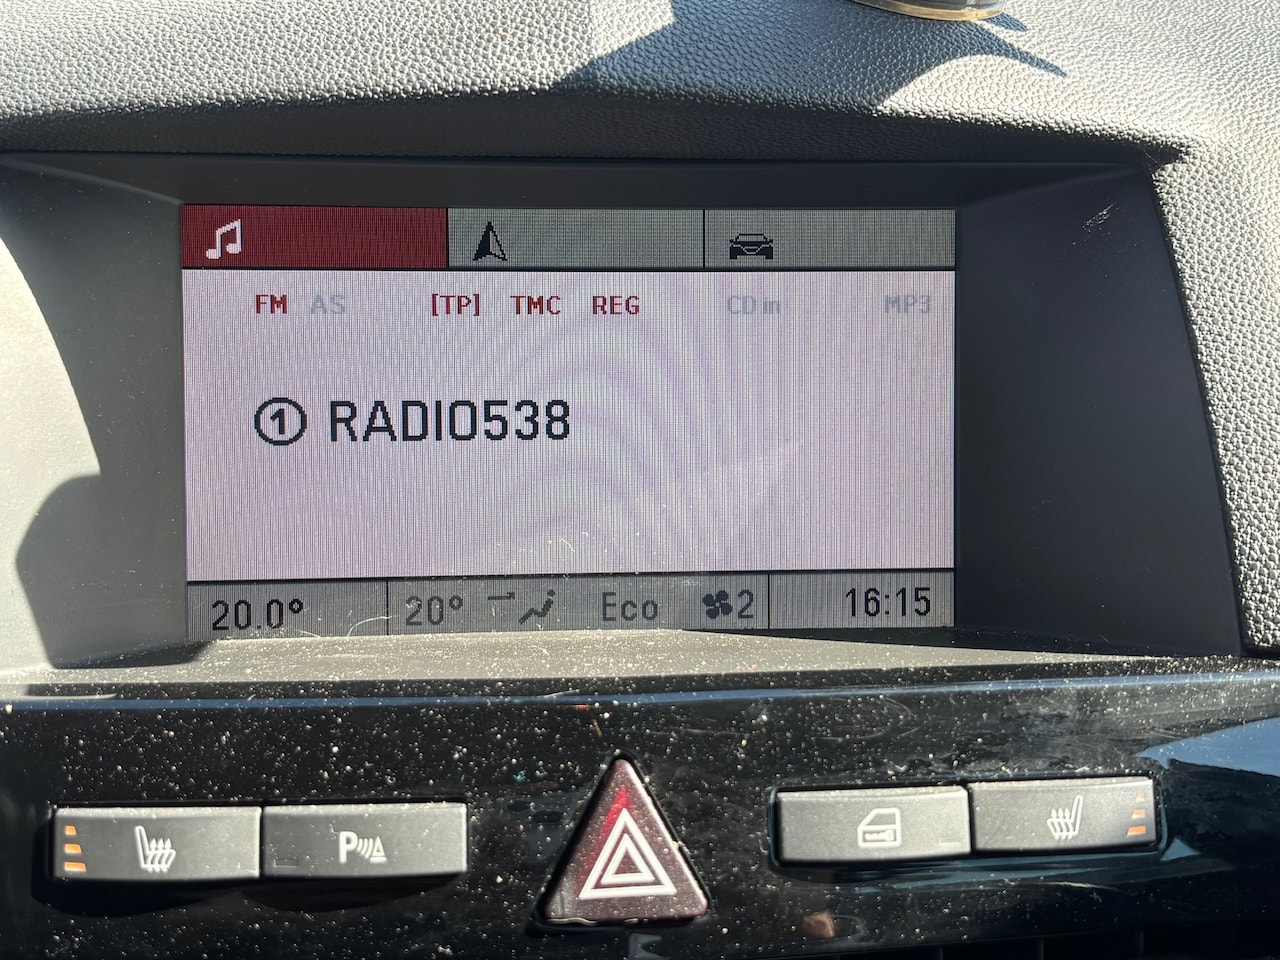 FM AS [TP] TMC REG CD in MP3
① RADIO538
20.0° 20° Eco 2 16:15
P